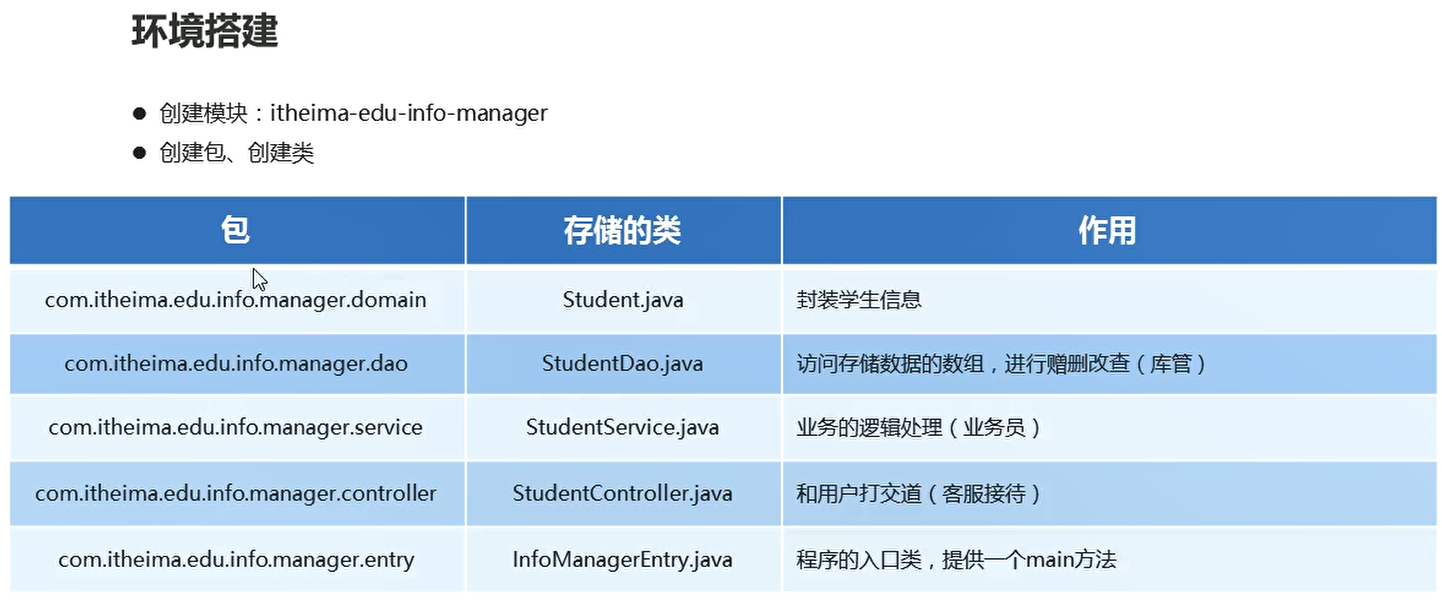 环境搭建
● 创建模块：itheima-edu-info-manager
● 创建包、创建类
包 存储的类 作用
com.itheima.edu.info.manager.domain Student.java 封装学生信息
com.itheima.edu.info.manager.dao StudentDao.java 访问存储数据的数组，进行赠删改查（库管）
com.itheima.edu.info.manager.service StudentService.java 业务的逻辑处理（业务员）
com.itheima.edu.info.manager.controller StudentController.java 和用户打交道（客服接待）
com.itheima.edu.info.manager.entry InfoManagerEntry.java 程序的入口类，提供一个main方法